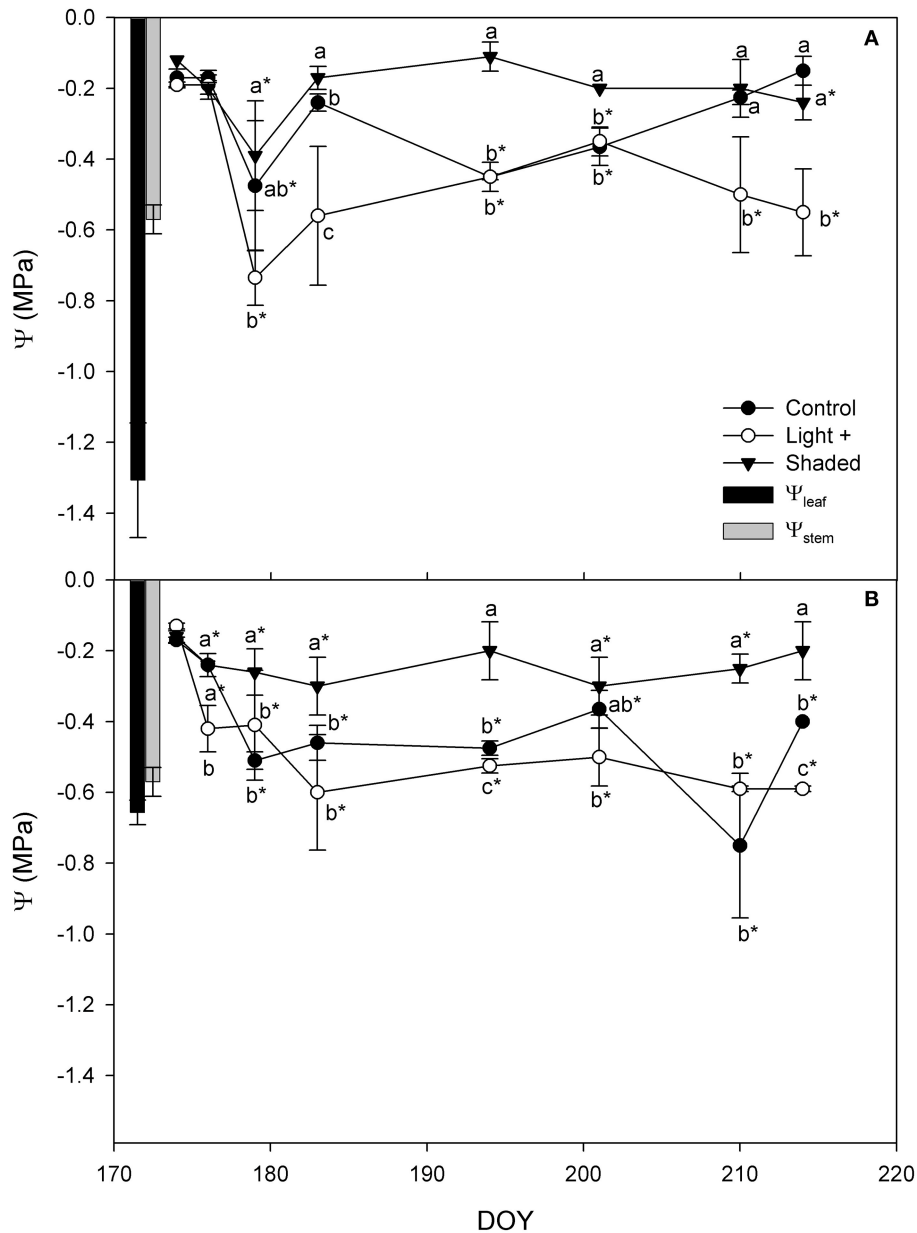 0.0
A
a
a
a
a
a*
a
-0.2
b
a
a*
b*
b*
-0.4
ab*
b*
b*
b*
b*
c
-0.6
b*
-0.8
Ψ (MPa)
-1.0
Control
Light +
-1.2
Shaded
Ψleaf
-1.4
Ψstem
0.0
B
a
a
a*
a*
a*
a*
a*
-0.2
a*
b*
b*
ab*
b*
b*
-0.4
b*
c*
b
b*
b*
c*
b*
-0.6
-0.8
Ψ (MPa)
b*
-1.0
-1.2
-1.4
170 180 190 200 210 220
DOY